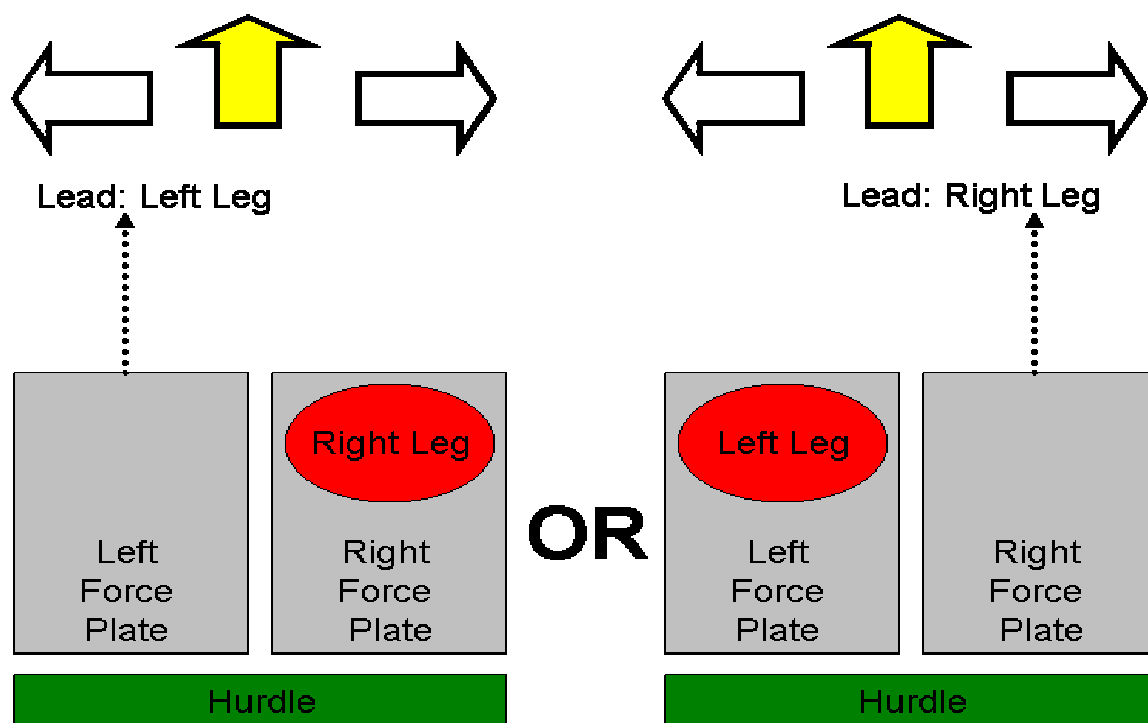 Lead: Left Leg
Lead: Right Leg
Right Leg
Left Leg
OR
Left
Force
Plate
Right
Force
Plate
Left
Force
Plate
Right
Force
Plate
Hurdle
Hurdle